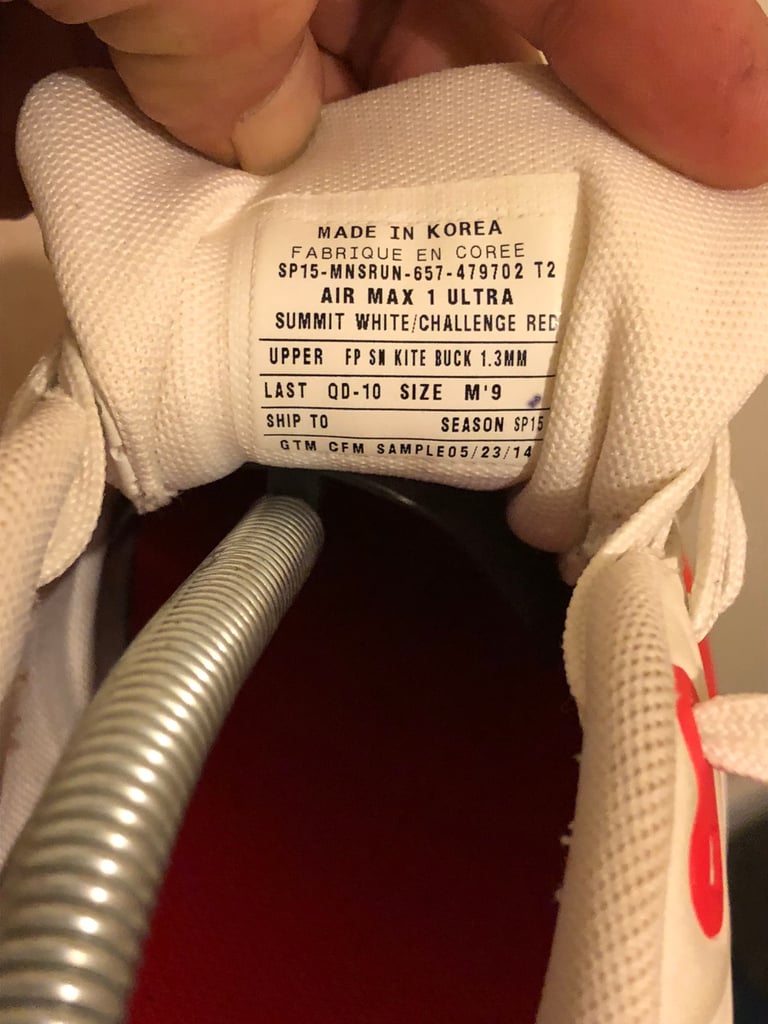 MADE IN KOREA
FABRIQUE EN COREE
SP15-MNSRUN-657-479702 T2
AIR MAX 1 ULTRA
SUMMIT WHITE/CHALLENGE RED
UPPER FP SN KITE BUCK 1.3MM
LAST QD-10 SIZE M'9
SHIP TO SEASON SP15
GTM CFM SAMPLE05/23/14